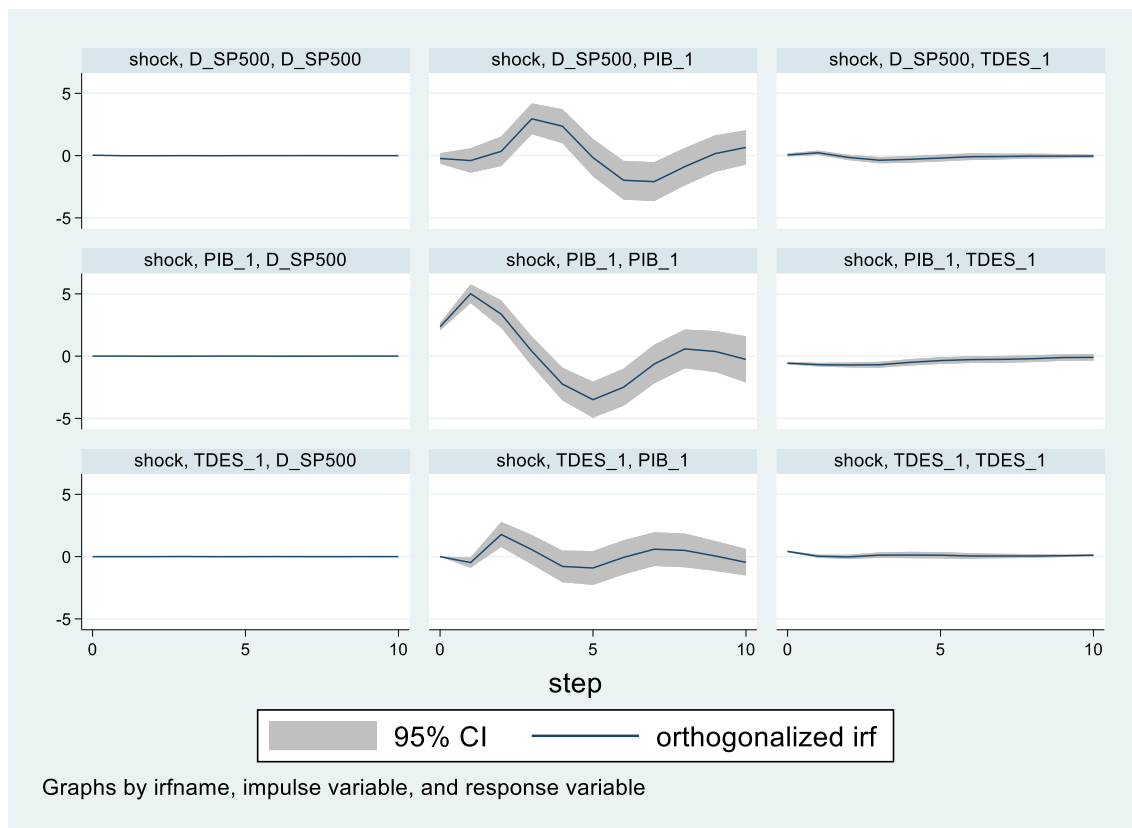 shock, D_SP500, D_SP500
shock, D_SP500, PIB_1
shock, D_SP500, TDES_1
5
0
-5
shock, PIB_1, D_SP500
shock, PIB_1, PIB_1
shock, PIB_1, TDES_1
5
0
-5
shock, TDES_1, D_SP500
shock, TDES_1, PIB_1
shock, TDES_1, TDES_1
5
0
-5
0 5 10
0 5 10
0 5 10
step
95% CI
orthogonalized irf
Graphs by irfname, impulse variable, and response variable